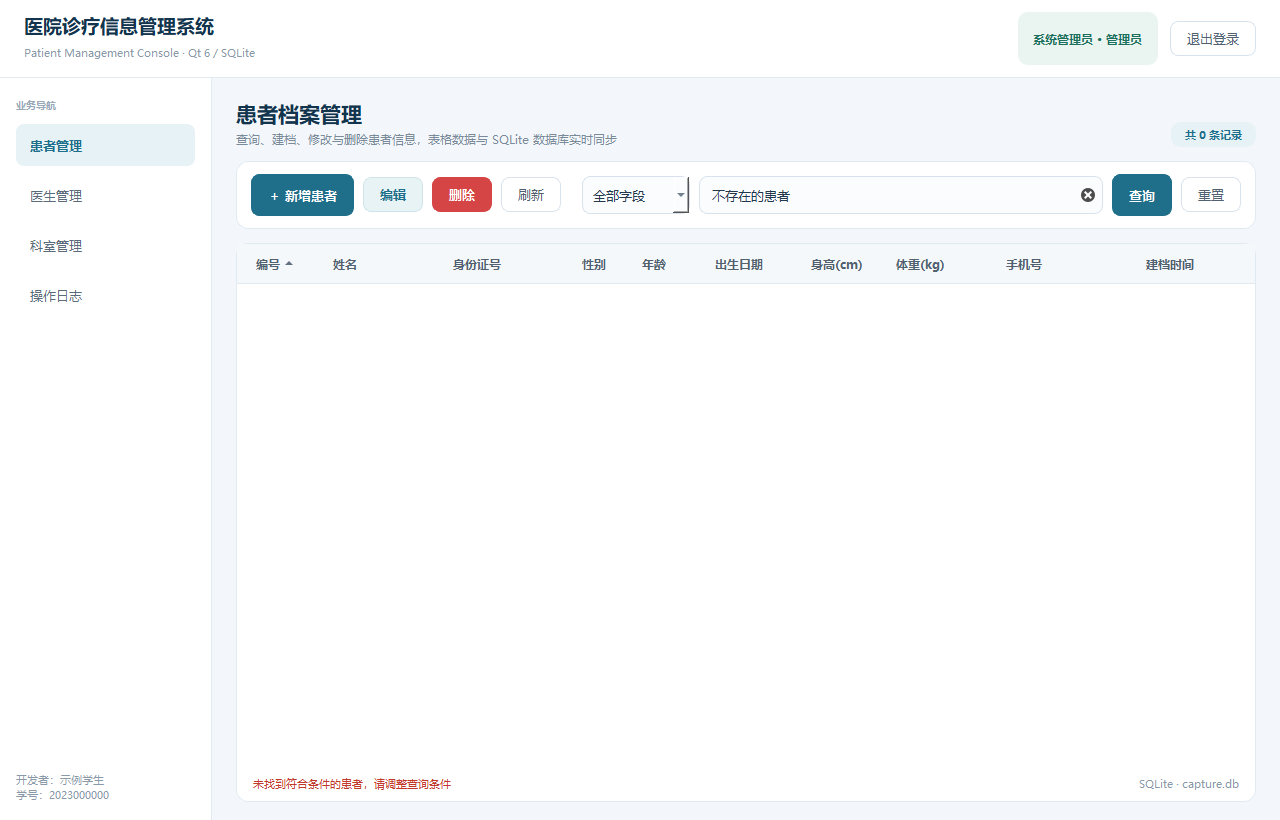 医院诊疗信息管理系统
Patient Management Console · Qt 6 / SQLite
系统管理员 • 管理员
退出登录
业务导航
患者管理
医生管理
科室管理
操作日志
开发者：示例学生
学号：2023000000
患者档案管理
查询、建档、修改与删除患者信息，表格数据与 SQLite 数据库实时同步
共 0 条记录
+ 新增患者 编辑 删除 刷新 全部字段 不存在的患者 查询 重置
编号 姓名 身份证号 性别 年龄 出生日期 身高(cm) 体重(kg) 手机号 建档时间
未找到符合条件的患者，请调整查询条件
SQLite · capture.db